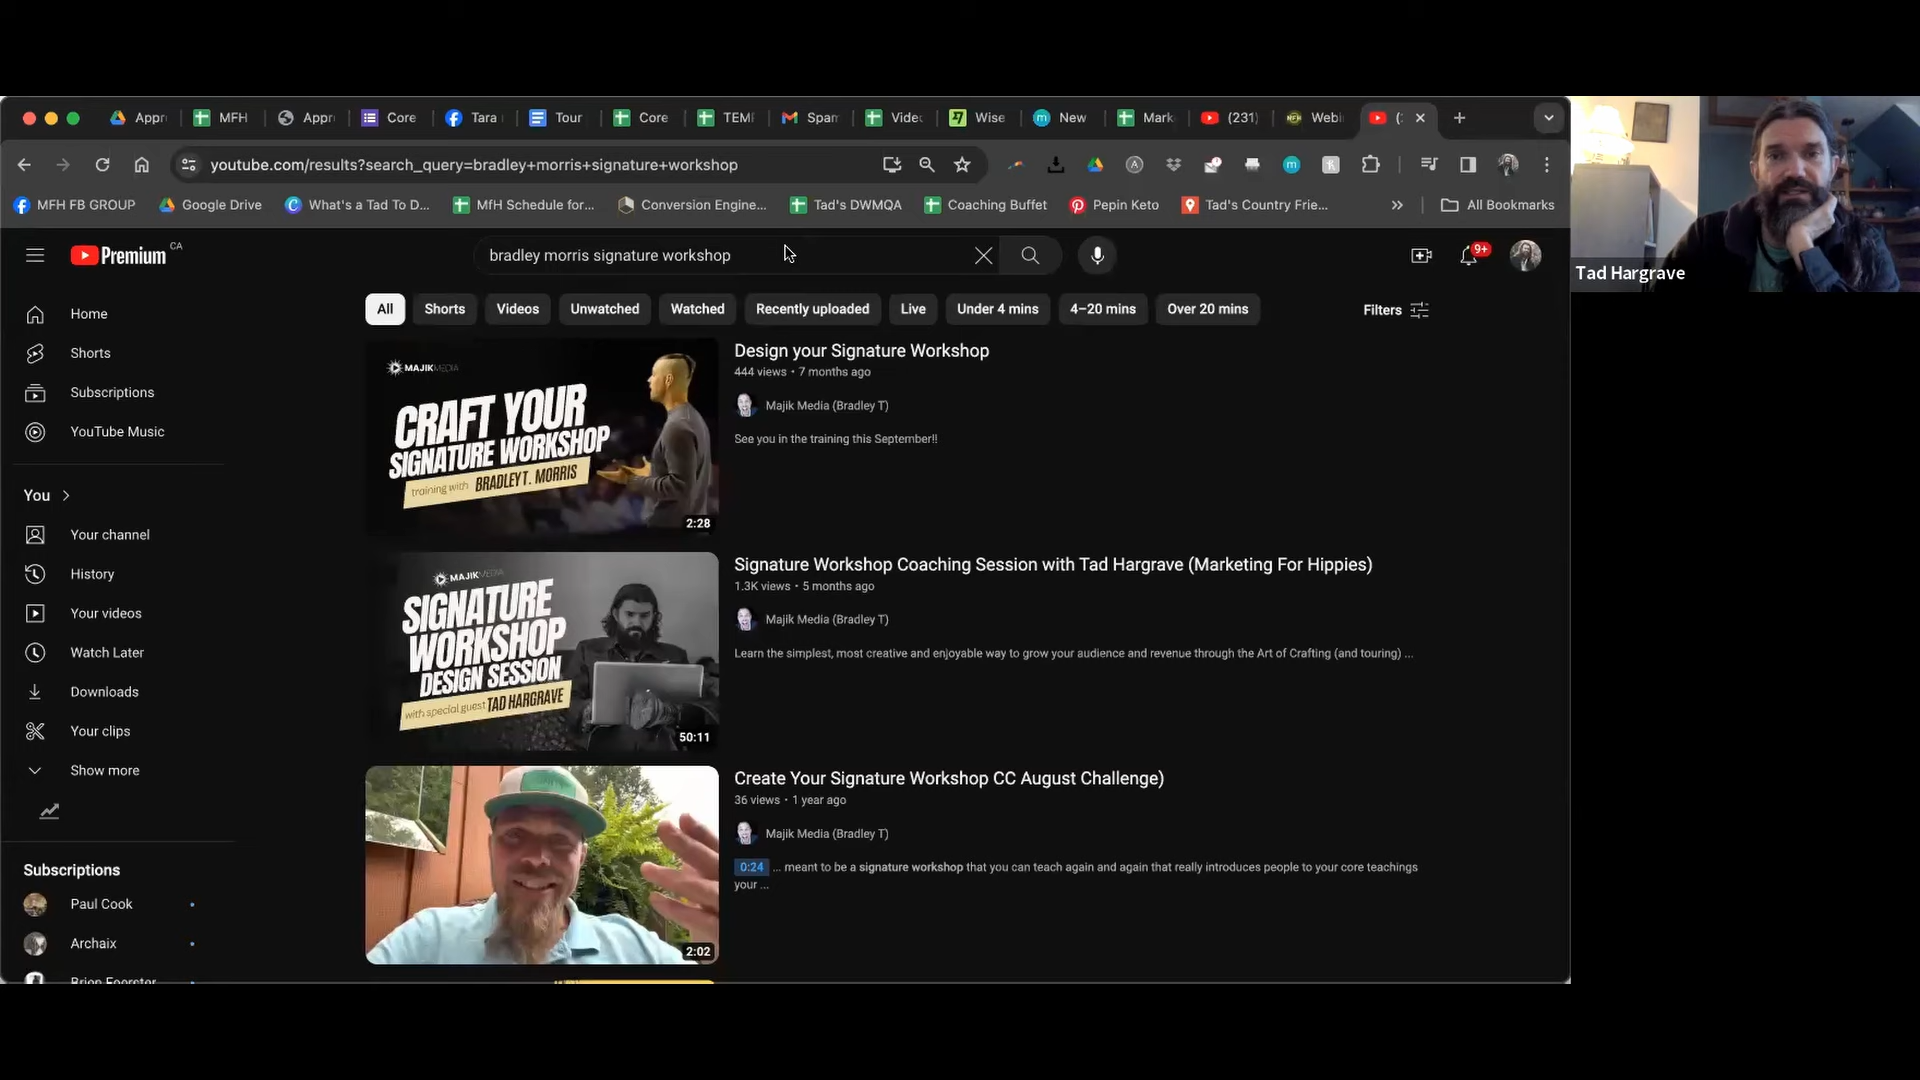 Appr
MFH
Appr
Core
Tara
Tour
Core
TEMI
Spam
Videc
Wise
New
Mark
(231)
Webi
youtube.com/results?search_query=bradley+morris+signature+workshop
MFH FB GROUP
Google Drive
What's a Tad To D...
MfH Schedule for...
Conversion Engine...
Tad's DWMQA
Coaching Buffet
Pepin Keto
Tad's Country Frie...
All Bookmarks
Tad Hargrave
Premium CA
bradley morris signature workshop
9+
All
Shorts
Videos
Unwatched
Watched
Recently uploaded
Live
Under 4 mins
4–20 mins
Over 20 mins
Filters
Home
Shorts
Subscriptions
YouTube Music
You
Your channel
History
Your videos
Watch Later
Downloads
Your clips
Show more
Subscriptions
Paul Cook
Archaix
Brien Foerster
MAJIKMEDIA
CRAFT YOUR
SIGNATURE WORKSHOP
training with BRADLEY T. MORRIS
2:28
Design your Signature Workshop
444 views • 7 months ago
Majik Media (Bradley T)
See you in the training this September!!
MAJIKMEDIA
SIGNATURE
WORKSHOP
DESIGN SESSION
with special guest TAD HARGRAVE
50:11
Signature Workshop Coaching Session with Tad Hargrave (Marketing For Hippies)
1.3K views • 5 months ago
Majik Media (Bradley T)
Learn the simplest, most creative and enjoyable way to grow your audience and revenue through the Art of Crafting (and touring) ...
2:02
Create Your Signature Workshop CC August Challenge)
36 views • 1 year ago
Majik Media (Bradley T)
0:24 ... meant to be a signature workshop that you can teach again and again that really introduces people to your core teachings
your ...